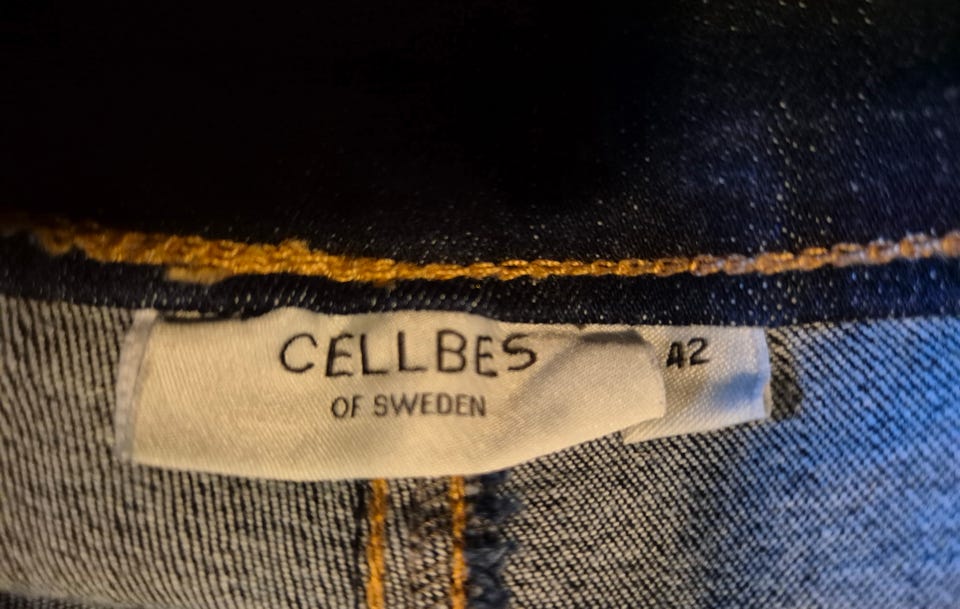 CELLBES
OF SWEDEN
42